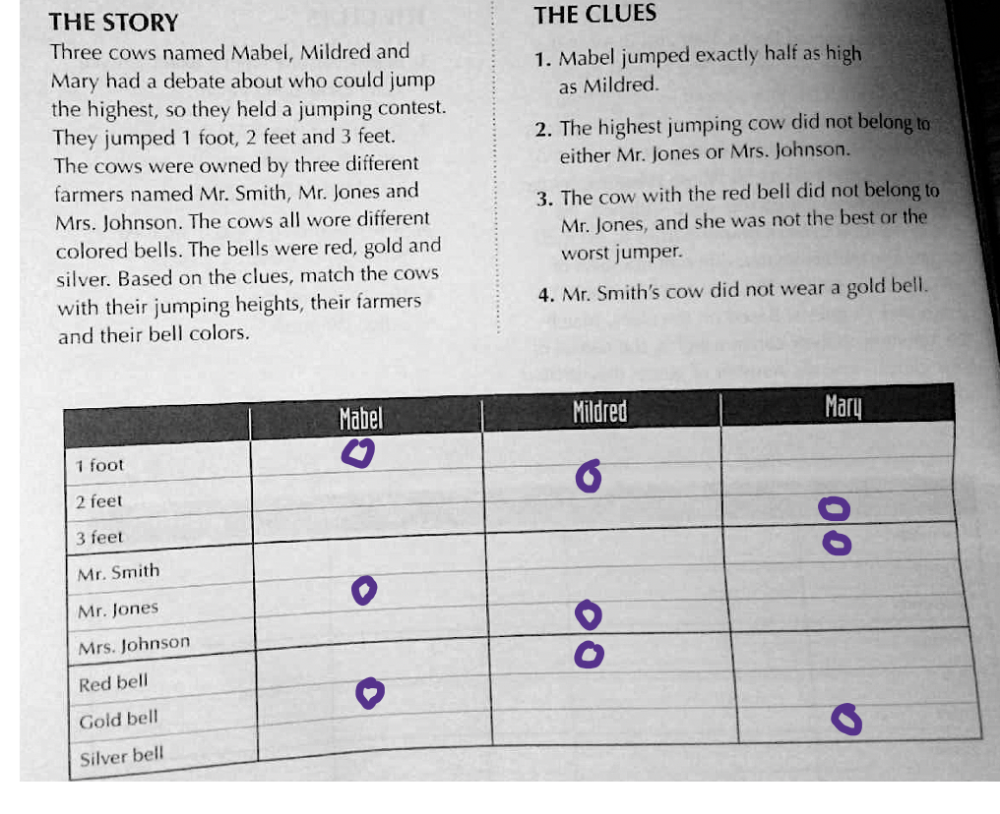 THE STORY
Three cows named Mabel, Mildred and
Mary had a debate about who could jump
the highest, so they held a jumping contest.
They jumped 1 foot, 2 feet and 3 feet.
The cows were owned by three different
farmers named Mr. Smith, Mr. Jones and
Mrs. Johnson. The cows all wore different
colored bells. The bells were red, gold and
silver. Based on the clues, match the cows
with their jumping heights, their farmers
and their bell colors.
THE CLUES
1. Mabel jumped exactly half as high
as Mildred.
2. The highest jumping cow did not belong to
either Mr. Jones or Mrs. Johnson.
3. The cow with the red bell did not belong to
Mr. Jones, and she was not the best or the
worst jumper.
4. Mr. Smith's cow did not wear a gold bell.
Mabel Mildred Mary
1 foot
2 feet
3 feet
Mr. Smith
Mr. Jones
Mrs. Johnson
Red bell
Gold bell
Silver bell